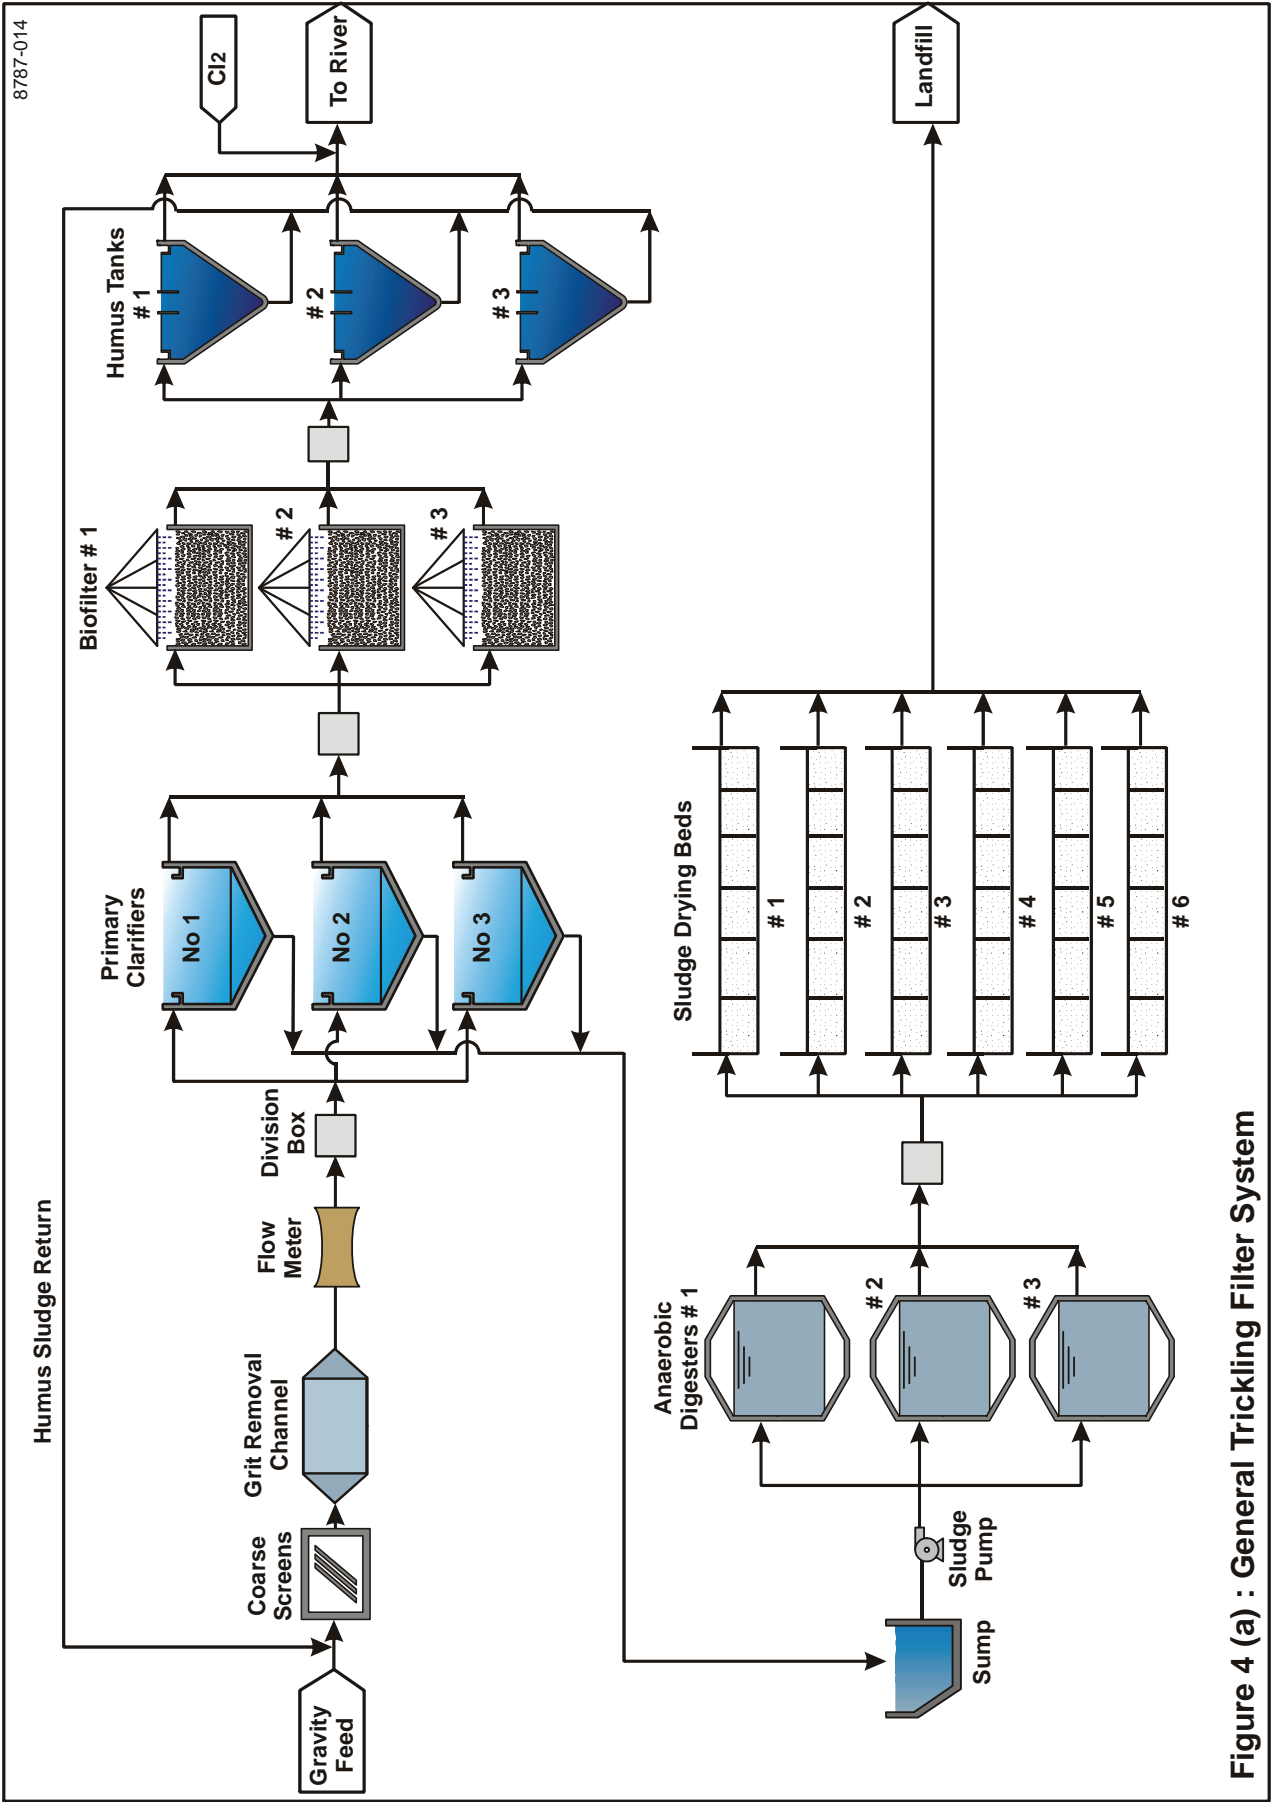 8787-014
Humus Sludge Return
Gravity
Feed
Coarse
Screens
Grit Removal
Channel
Flow
Meter
Division
Box
Primary
Clarifiers
No 1
No 2
No 3
Biofilter # 1
# 2
# 3
Humus Tanks
# 1
# 2
# 3
Cl2
To River
Sump
Sludge
Pump
Anaerobic
Digesters # 1
# 2
# 3
Sludge Drying Beds
# 1
# 2
# 3
# 4
# 5
# 6
Landfill
Figure 4 (a) : General Trickling Filter System